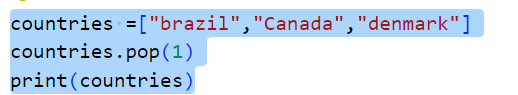 countries =["brazil","Canada","denmark"]
countries.pop(1)
print(countries)